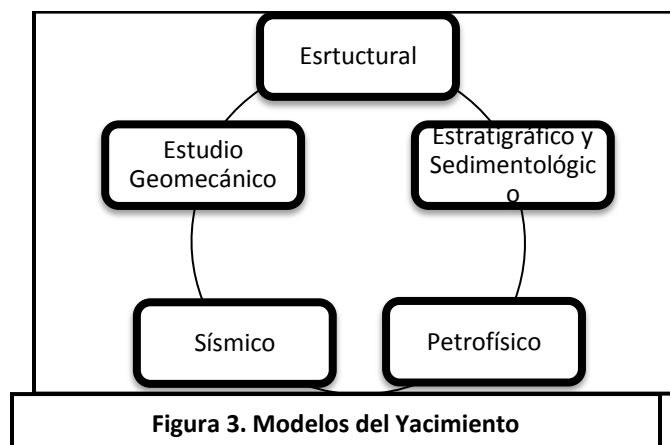 Esrtuctural
Estudio
Geomecánico
Estratigráfico y
Sedimentológic
o
Sísmico
Petrofísico
Figura 3. Modelos del Yacimiento